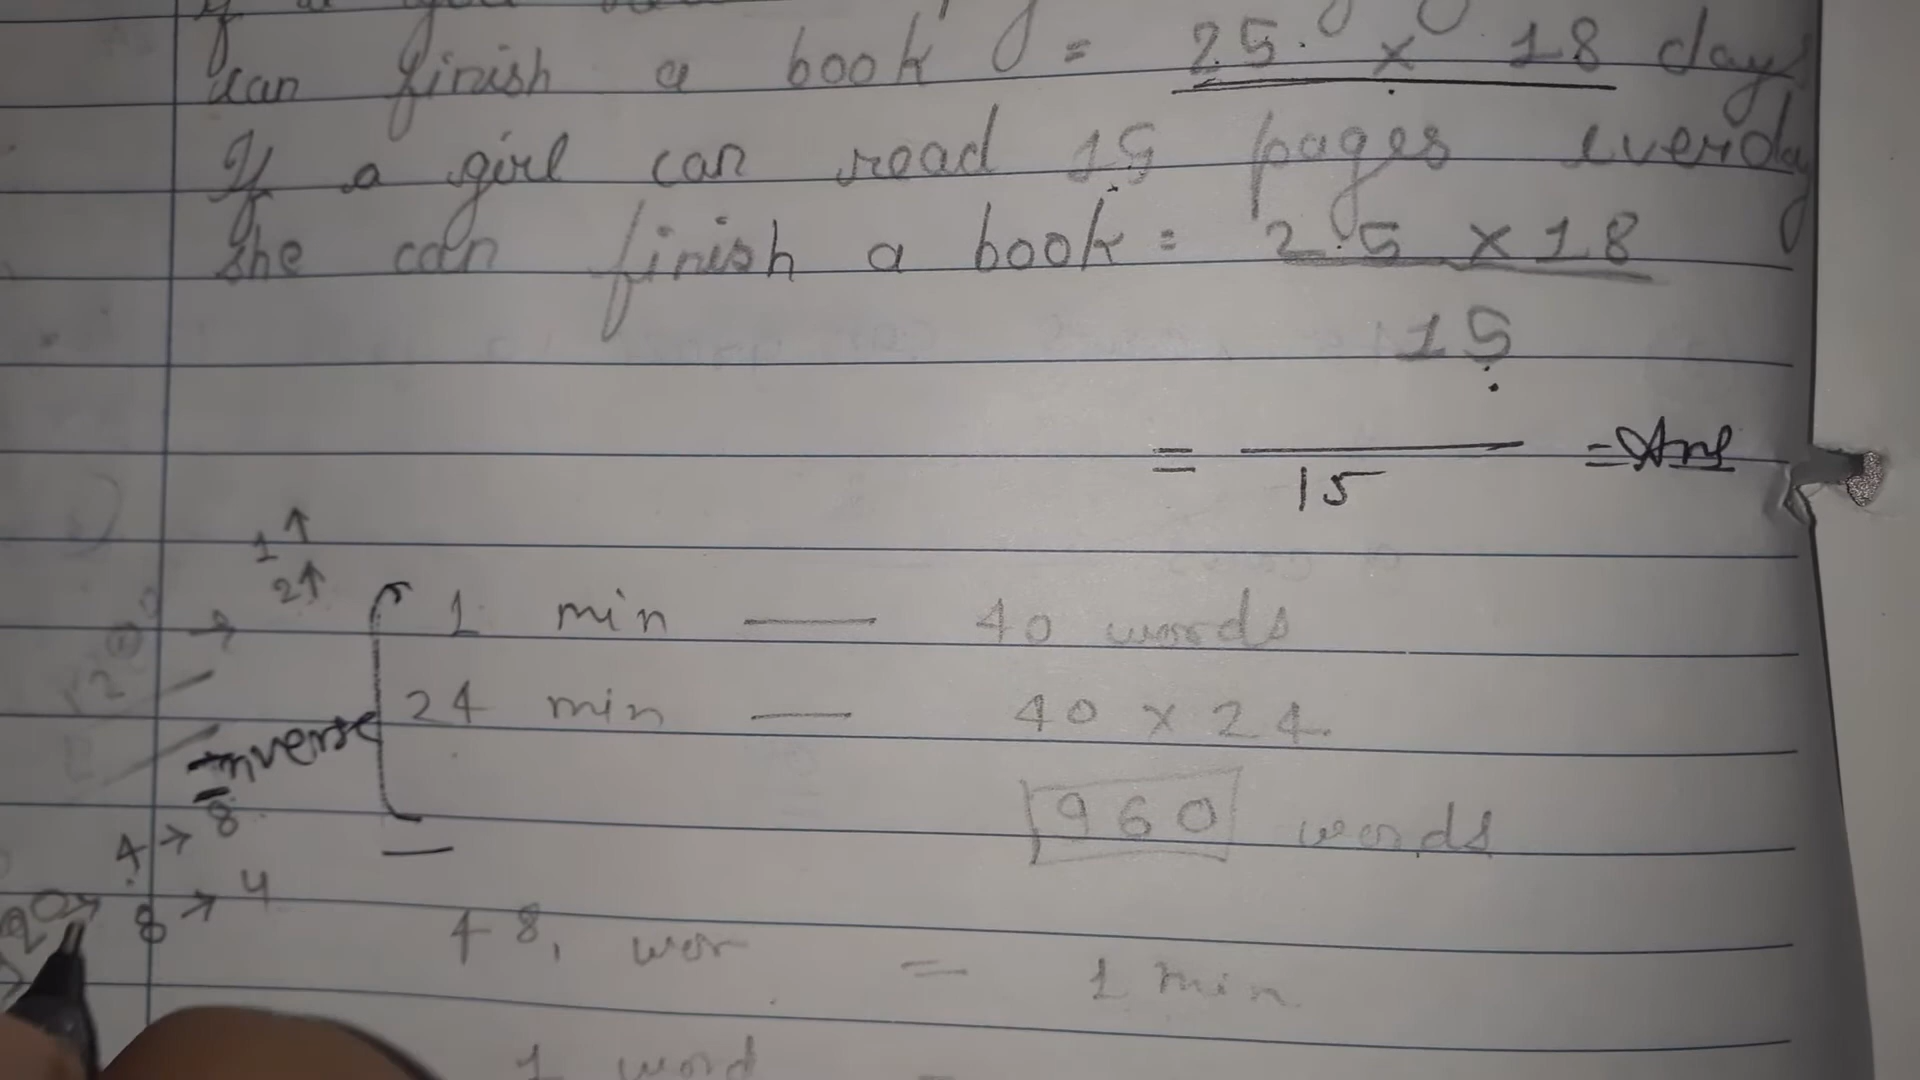 can finish a book = 25 × 18 day
If a girl can read 15 pages everday
she can finish a book = 25 × 18
15
= 15 = Ans
1 ↑
2 ↑
→ 1 min — 40 words
24 min — 40 × 24
Inverse
960 words
4 → 8
8 → 4
48, wor = 1 min
1 word